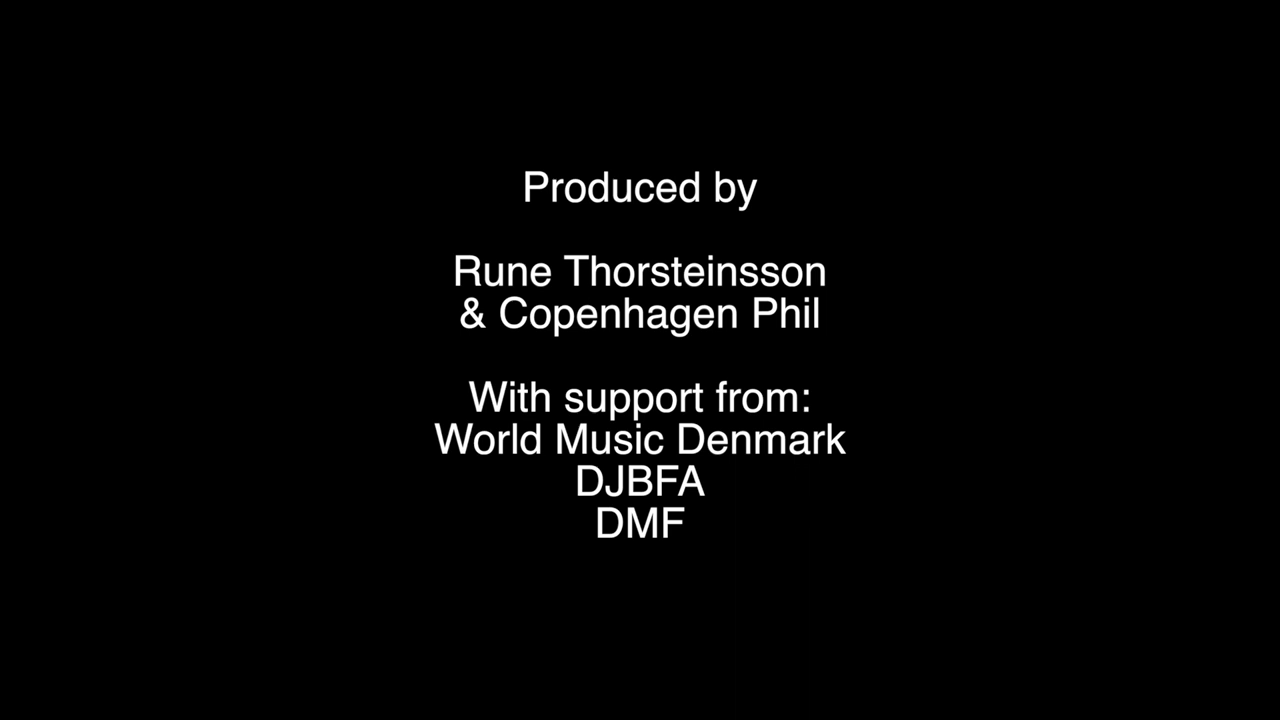 Produced by
Rune Thorsteinsson
& Copenhagen Phil
With support from:
World Music Denmark
DJBFA
DMF